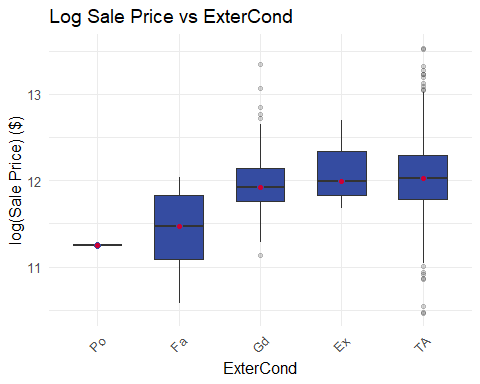 Log Sale Price vs ExterCond
log(Sale Price) ($)
13
12
11
Po
Fa
Gd
Ex
TA
ExterCond